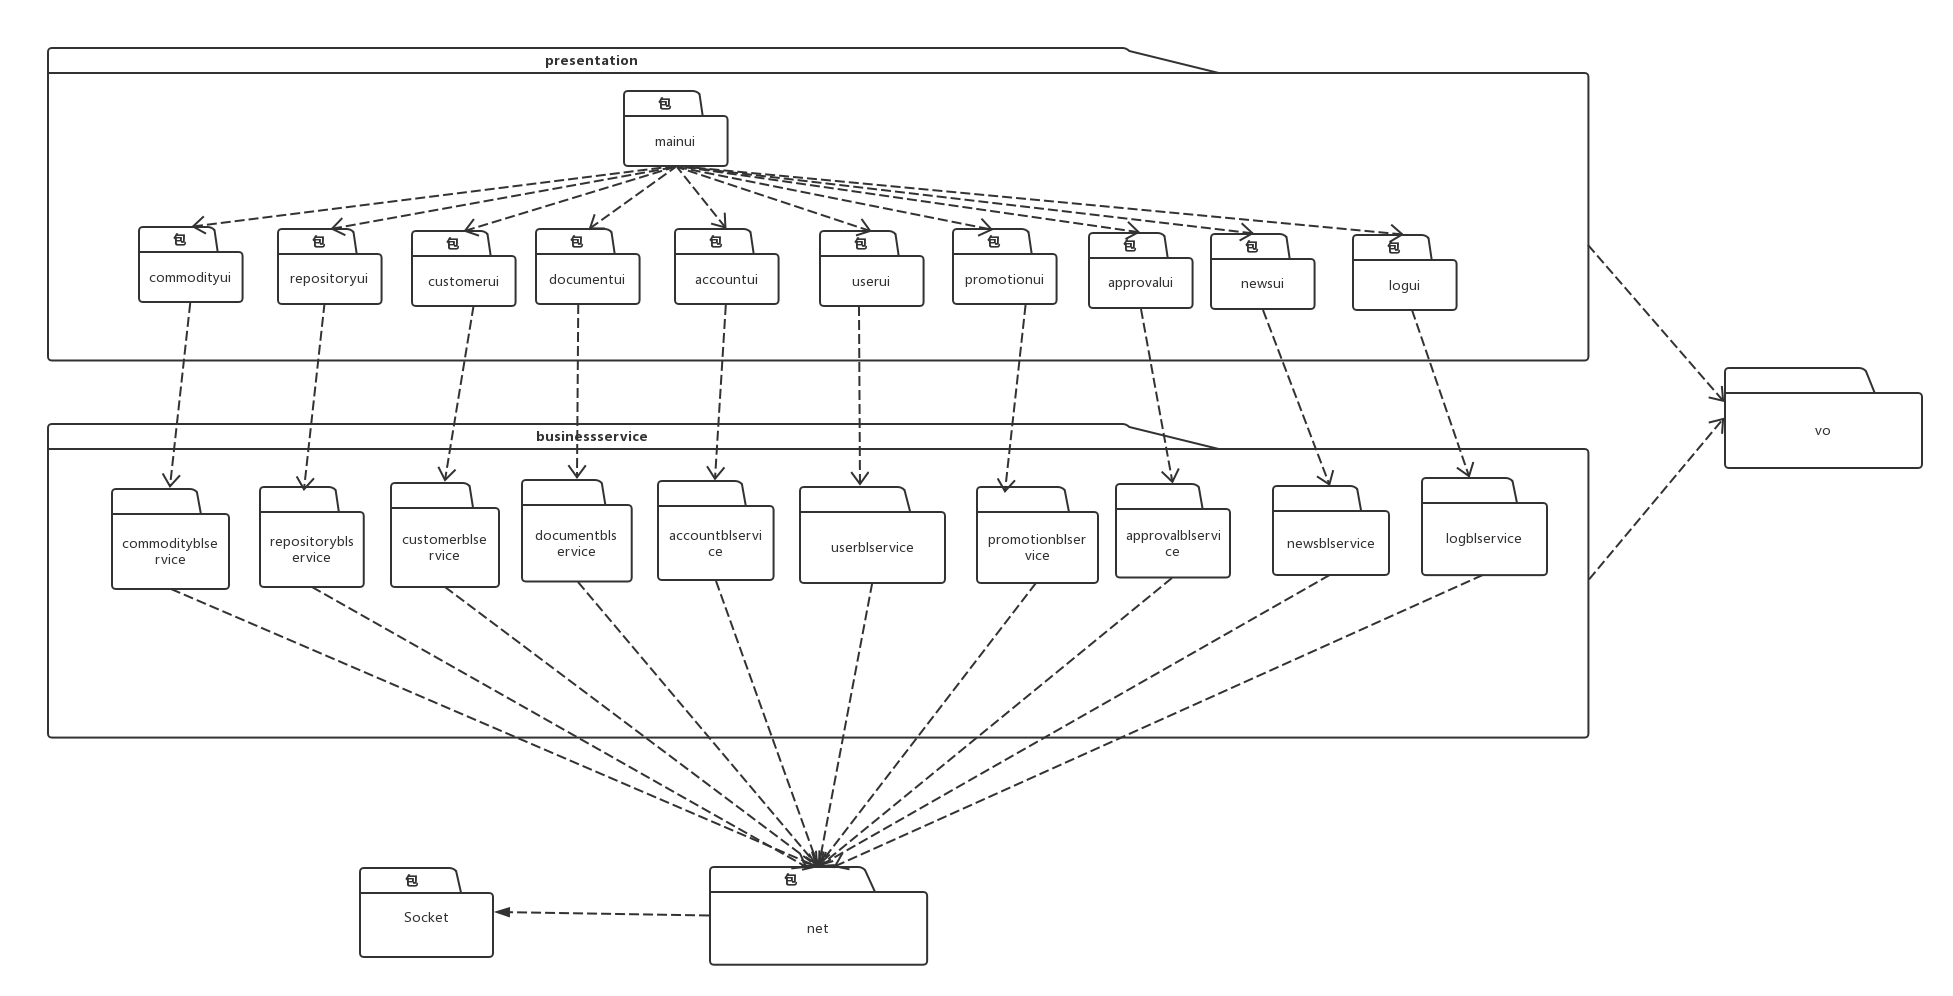 presentation
包
mainui
包
commodityui
包
repositoryui
包
customerui
包
documentui
包
accountui
包
userui
包
promotionui
包
approvalui
包
newsui
包
logui
vo
businessservice
commodityblse
rvice
repositorybls
ervice
customerblse
rvice
documentbls
ervice
accountblservi
ce
userblservice
promotionblser
vice
approvalblservi
ce
newsblservice
logblservice
包
Socket
包
net